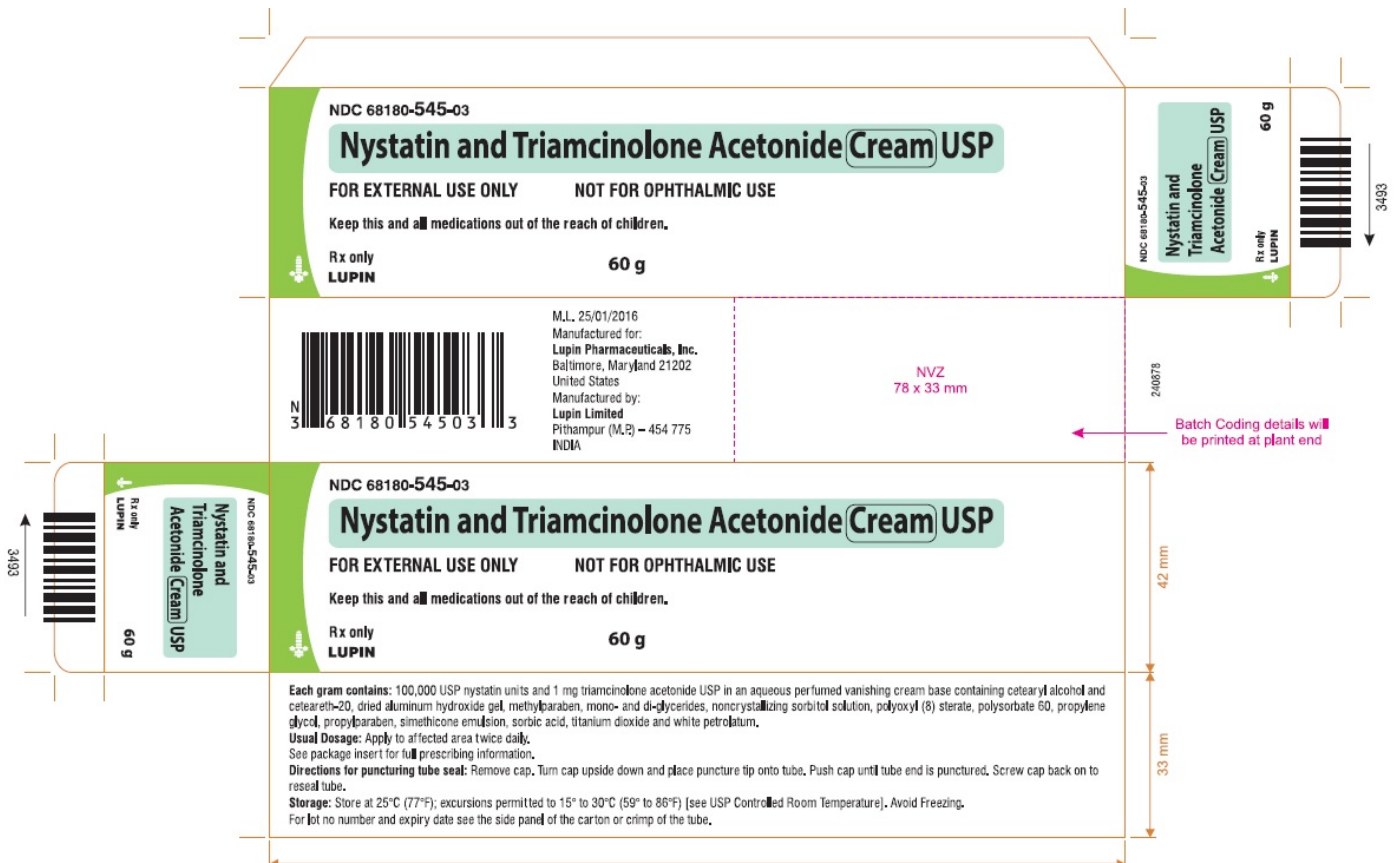 NDC 68180-545-03
Nystatin and Triamcinolone Acetonide Cream USP
FOR EXTERNAL USE ONLY NOT FOR OPHTHALMIC USE
Keep this and all medications out of the reach of children.
Rx only
LUPIN
60 g
NDC 68180-545-03
Nystatin and
Triamcinolone
Acetonide Cream USP
60 g
Rx only
LUPIN
3493
N
3 68180 54503 3
M.L. 25/01/2016
Manufactured for:
Lupin Pharmaceuticals, Inc.
Baltimore, Maryland 21202
United States
Manufactured by:
Lupin Limited
Pithampur (M.P.) – 454 775
INDIA
NVZ
78 x 33 mm
240878
Batch Coding details will
be printed at plant end
3493
Rx only
LUPIN
NDC 68180-545-03
Nystatin and
Triamcinolone
Acetonide Cream USP
60 g
NDC 68180-545-03
Nystatin and Triamcinolone Acetonide Cream USP
FOR EXTERNAL USE ONLY NOT FOR OPHTHALMIC USE
Keep this and all medications out of the reach of children.
Rx only
LUPIN
60 g
42 mm
Each gram contains: 100,000 USP nystatin units and 1 mg triamcinolone acetonide USP in an aqueous perfumed vanishing cream base containing cetearyl alcohol and
ceteareth-20, dried aluminum hydroxide gel, methylparaben, mono- and di-glycerides, noncrystallizing sorbitol solution, polyoxyl (8) sterate, polysorbate 60, propylene
glycol, propylparaben, simethicone emulsion, sorbic acid, titanium dioxide and white petrolatum.
Usual Dosage: Apply to affected area twice daily.
See package insert for full prescribing information.
Directions for puncturing tube seal: Remove cap. Turn cap upside down and place puncture tip onto tube. Push cap until tube end is punctured. Screw cap back on to
reseal tube.
Storage: Store at 25°C (77°F); excursions permitted to 15° to 30°C (59° to 86°F) [see USP Controlled Room Temperature]. Avoid Freezing.
For lot no number and expiry date see the side panel of the carton or crimp of the tube.
33 mm